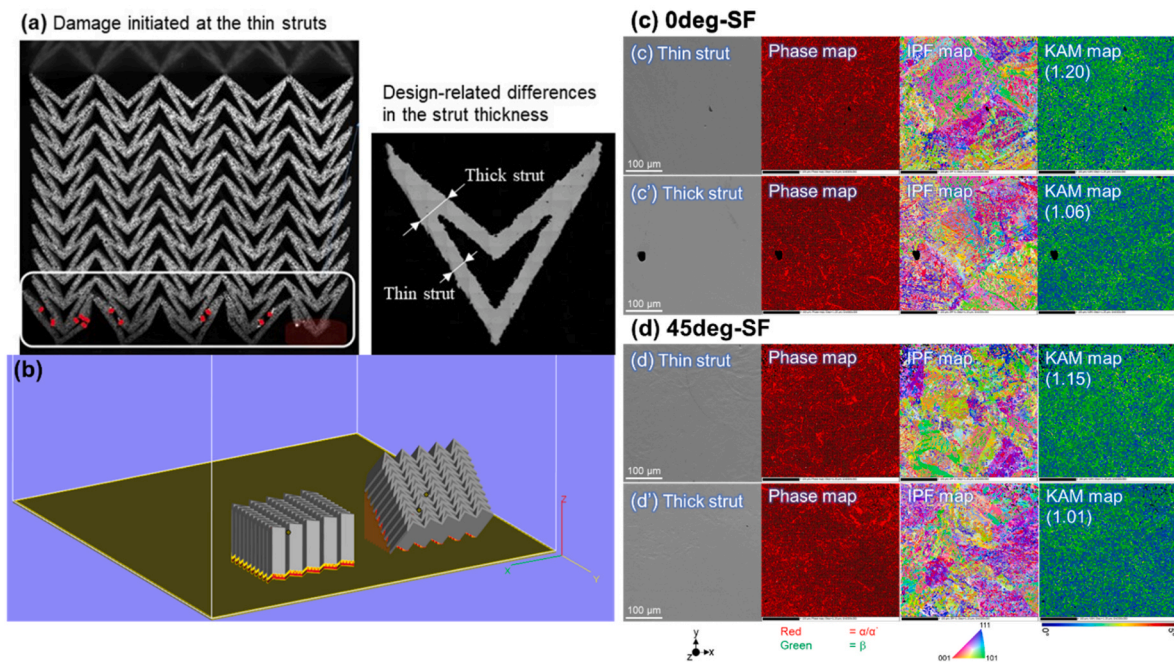 (a) Damage initiated at the thin struts
Design-related differences
in the strut thickness
Thick strut
Thin strut
(b)
Z
X
Y
(c) 0deg-SF
(c) Thin strut
Phase map
IPF map
KAM map
(1.20)
100 μm
(c') Thick strut
Phase map
IPF map
KAM map
(1.06)
100 μm
(d) 45deg-SF
(d) Thin strut
Phase map
IPF map
KAM map
(1.15)
100 μm
(d') Thick strut
Phase map
IPF map
KAM map
(1.01)
100 μm
y
z
x
Red = α/α´
Green = β
111
001
101
0°
5°